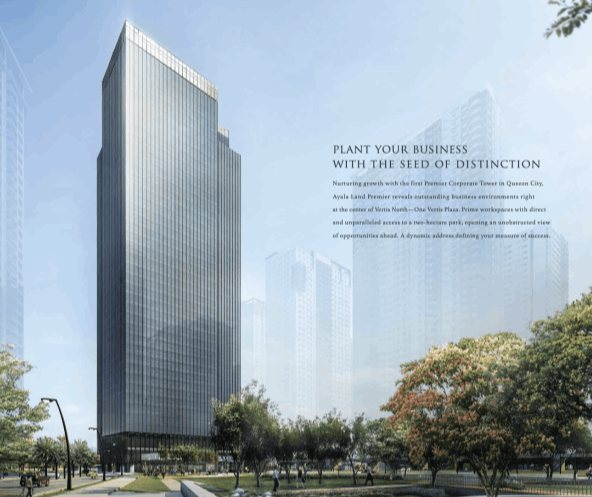 PLANT YOUR BUSINESS
WITH THE SEED OF DISTINCTION
Nurturing growth with the first Premier Corporate Tower in Quezon City,
Ayala Land Premier reveals outstanding business environments right
at the center of Vertis North—One Vertis Plaza. Prime workspaces with direct
and unparalleled access to a two-hectare park, opening an unobstructed view
of opportunities ahead. A dynamic address defining your measure of success.